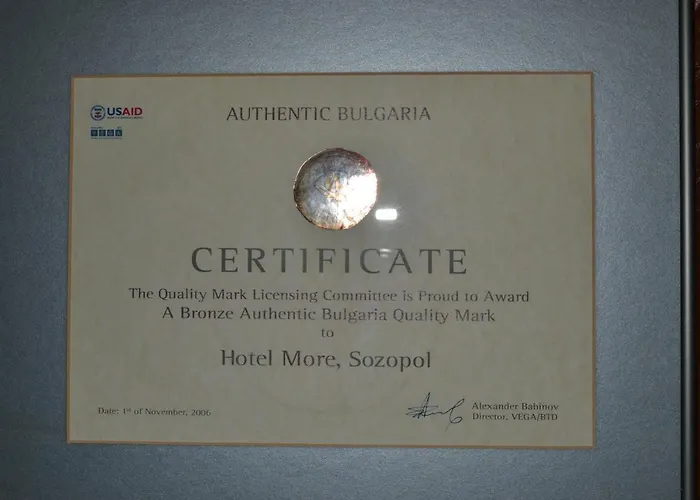 USAID
AUTHENTIC BULGARIA
CERTIFICATE
The Quality Mark Licensing Committee is Proud to Award
A Bronze Authentic Bulgaria Quality Mark
to
Hotel More, Sozopol
Date: 1st of November, 2006
Alexander Babinov
Director, VEGA/BTD